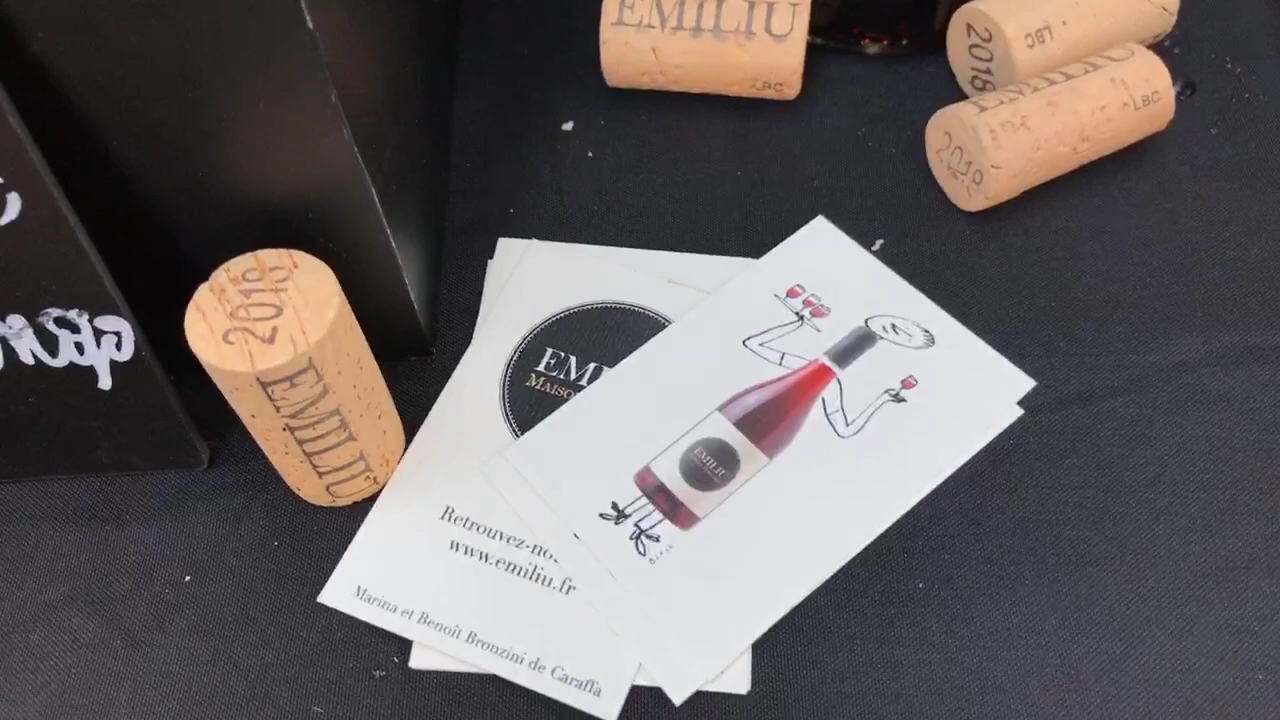 EMILIU
LBC
2018
LBC
EMILIU
LBC
2018
2018
EMILIU
EMILIU
Retrouvez-no
www.emiliu.fr
Marina et Benoît Bronzini de Caraffa